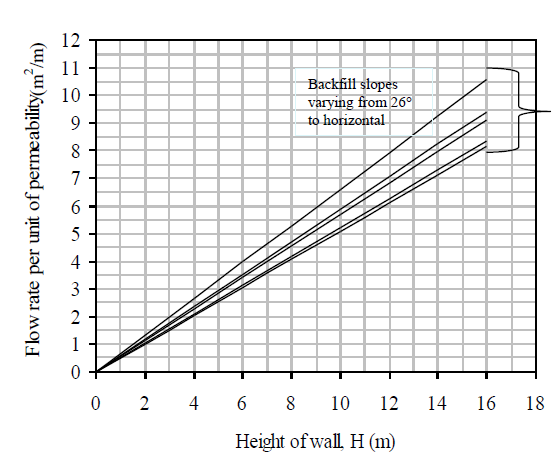 Flow rate per unit of permeability(m²/m)
12
11
10
9
8
7
6
5
4
3
2
1
0
Backfill slopes
varying from 26°
to horizontal
0 2 4 6 8 10 12 14 16 18
Height of wall, H (m)